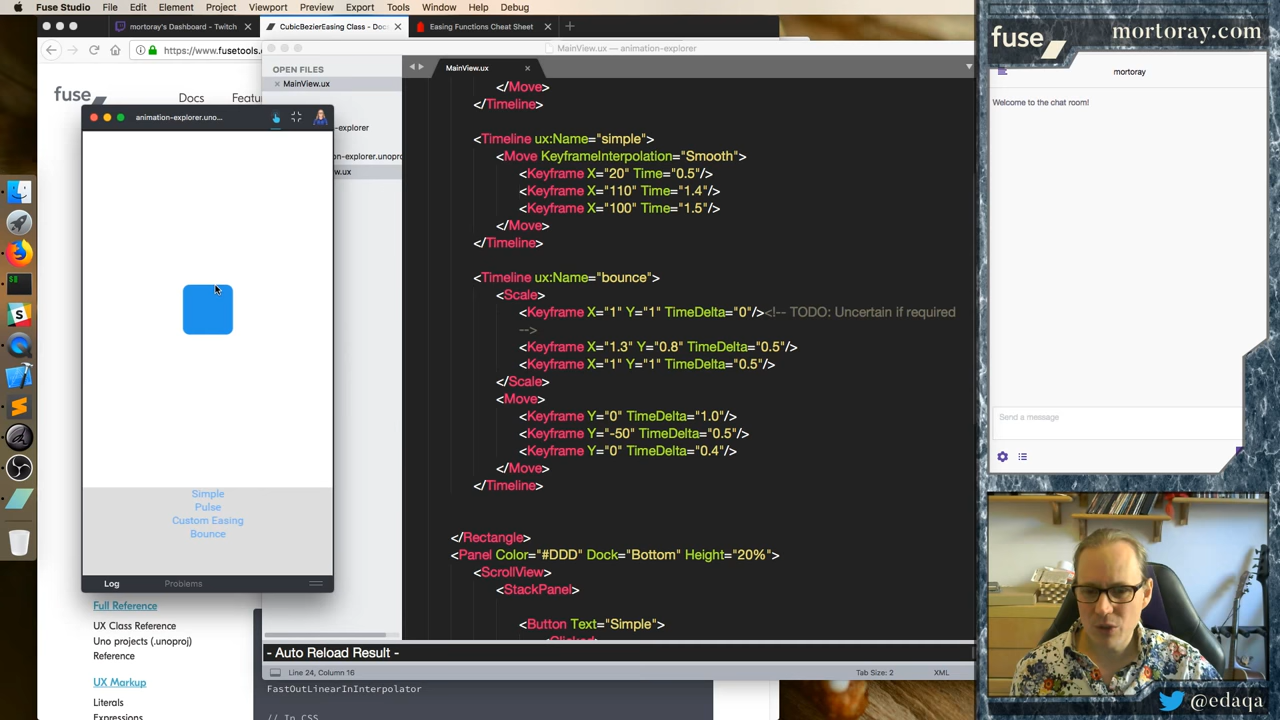 Fuse Studio File Edit Element Project Viewport Preview Export Tools Help Debug
mortoray's Dashboard - Twitch
CubicBezierEasing Class - Docs
Easing Functions Cheat Sheet
https://www.fusetools.c
MainView.ux — animation-explorer
OPEN FILES
MainView.ux
MainView.ux
fuse
Docs
Featu
animation-explorer.uno...
-explorer
on-explorer.unopro
w.ux
</Move>
</Timeline>
<Timeline ux:Name="simple">
<Move KeyframeInterpolation="Smooth">
<Keyframe X="20" Time="0.5"/>
<Keyframe X="110" Time="1.4"/>
<Keyframe X="100" Time="1.5"/>
</Move>
</Timeline>
<Timeline ux:Name="bounce">
<Scale>
<Keyframe X="1" Y="1" TimeDelta="0"/><!-- TODO: Uncertain if required
-->
<Keyframe X="1.3" Y="0.8" TimeDelta="0.5"/>
<Keyframe X="1" Y="1" TimeDelta="0.5"/>
</Scale>
<Move>
<Keyframe Y="0" TimeDelta="1.0"/>
<Keyframe Y="-50" TimeDelta="0.5"/>
<Keyframe Y="0" TimeDelta="0.4"/>
</Move>
</Timeline>
</Rectangle>
<Panel Color="#DDD" Dock="Bottom" Height="20%">
<ScrollView>
<StackPanel>
<Button Text="Simple">
<Clicked>
Simple
Pulse
Custom Easing
Bounce
Log
Problems
Full Reference
UX Class Reference
Uno projects (.unoproj)
Reference
UX Markup
Literals
Expressions
- Auto Reload Result -
Line 24, Column 16
Tab Size: 2
XML
FastOutLinearInInterpolator
// In CSS
fuse
mortoray.com
mortoray
Welcome to the chat room!
Send a message
@edaqa